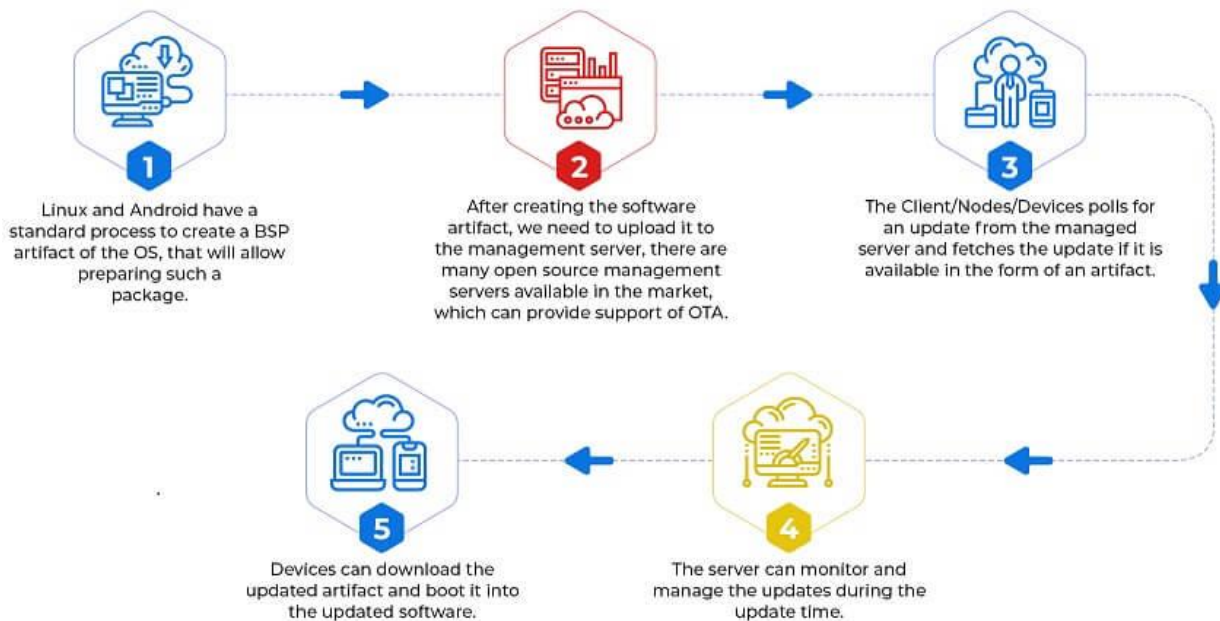 1
Linux and Android have a
standard process to create a BSP
artifact of the OS, that will allow
preparing such a
package.
2
After creating the software
artifact, we need to upload it to
the management server, there are
many open source management
servers available in the market,
which can provide support of OTA.
3
The Client/Nodes/Devices polls for
an update from the managed
server and fetches the update if it is
available in the form of an artifact.
4
The server can monitor and
manage the updates during the
update time.
5
Devices can download the
updated artifact and boot it into
the updated software.